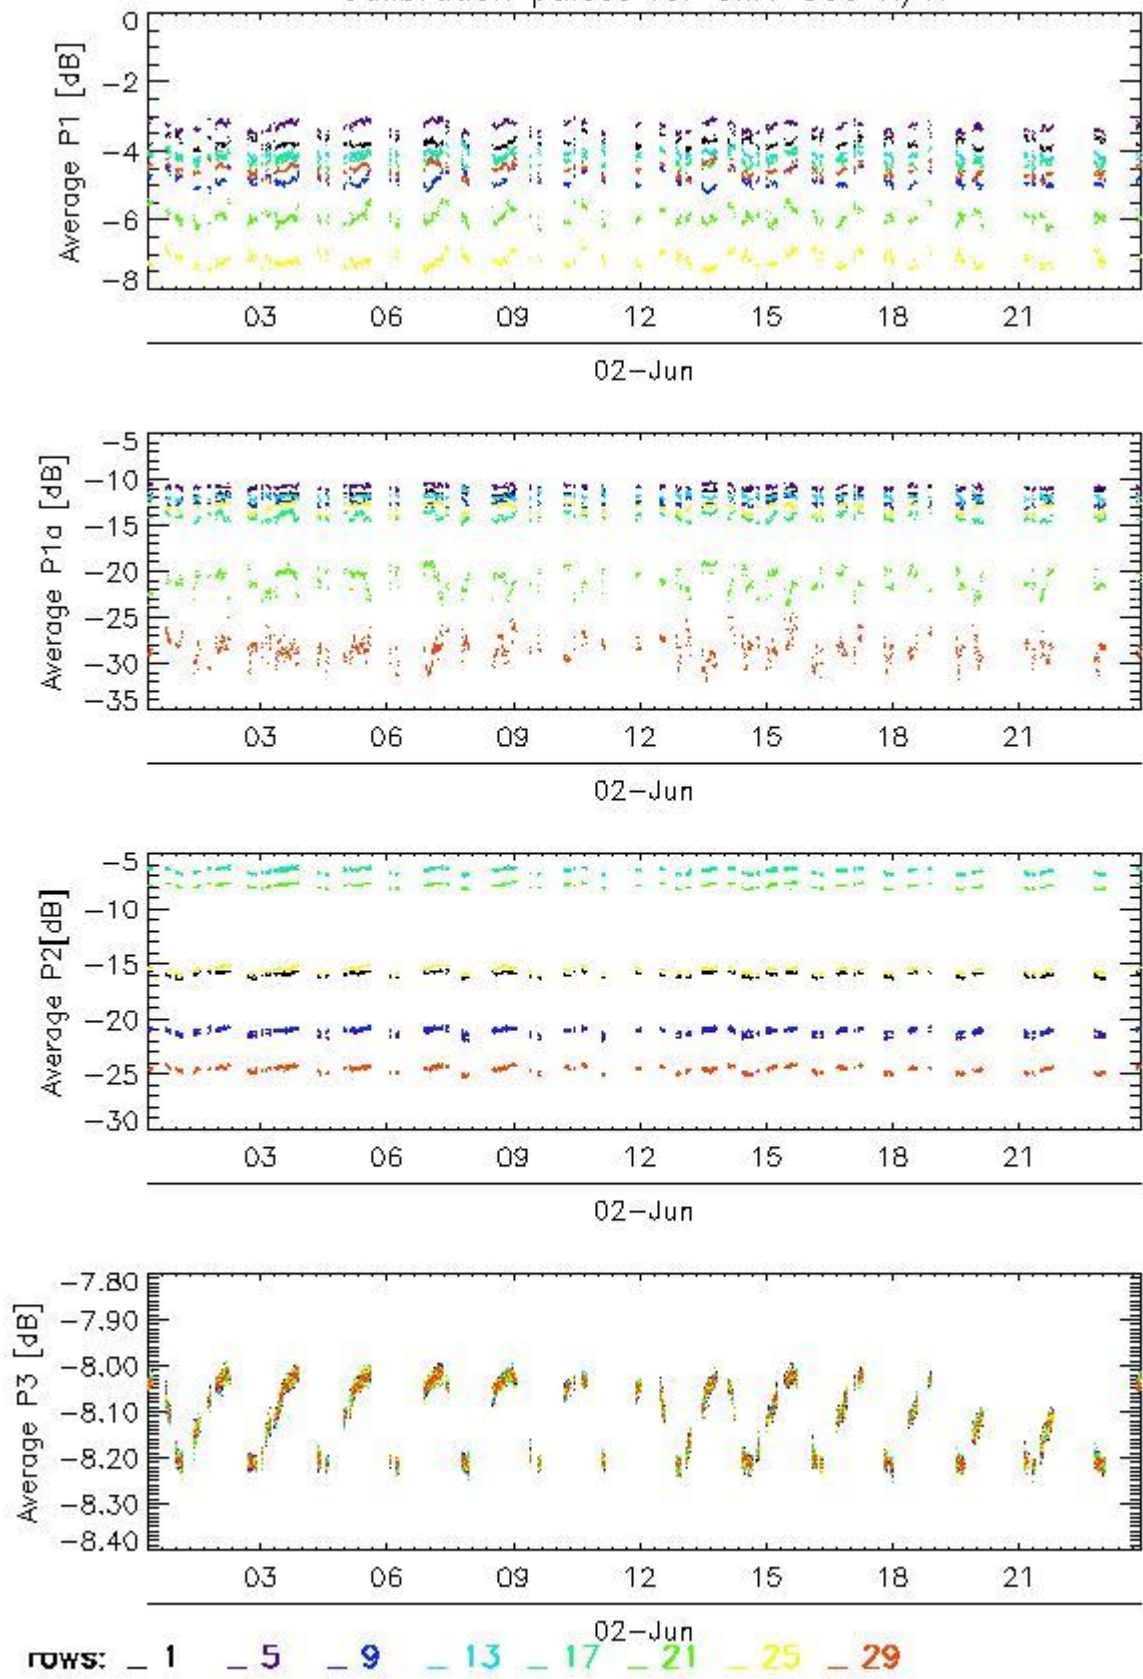 0
−2
−4
−6
−8
Average P1 [dB]
03 06 09 12 15 18 21
02−Jun
−5
−10
−15
−20
−25
−30
−35
Average P1a [dB]
03 06 09 12 15 18 21
02−Jun
−5
−10
−15
−20
−25
−30
Average P2[dB]
03 06 09 12 15 18 21
02−Jun
−7.80
−7.90
−8.00
−8.10
−8.20
−8.30
−8.40
Average P3 [dB]
03 06 09 12 15 18 21
02−Jun
rows: _ 1 _ 5 _ 9 _ 13 _ 17 _ 21 _ 25 _ 29